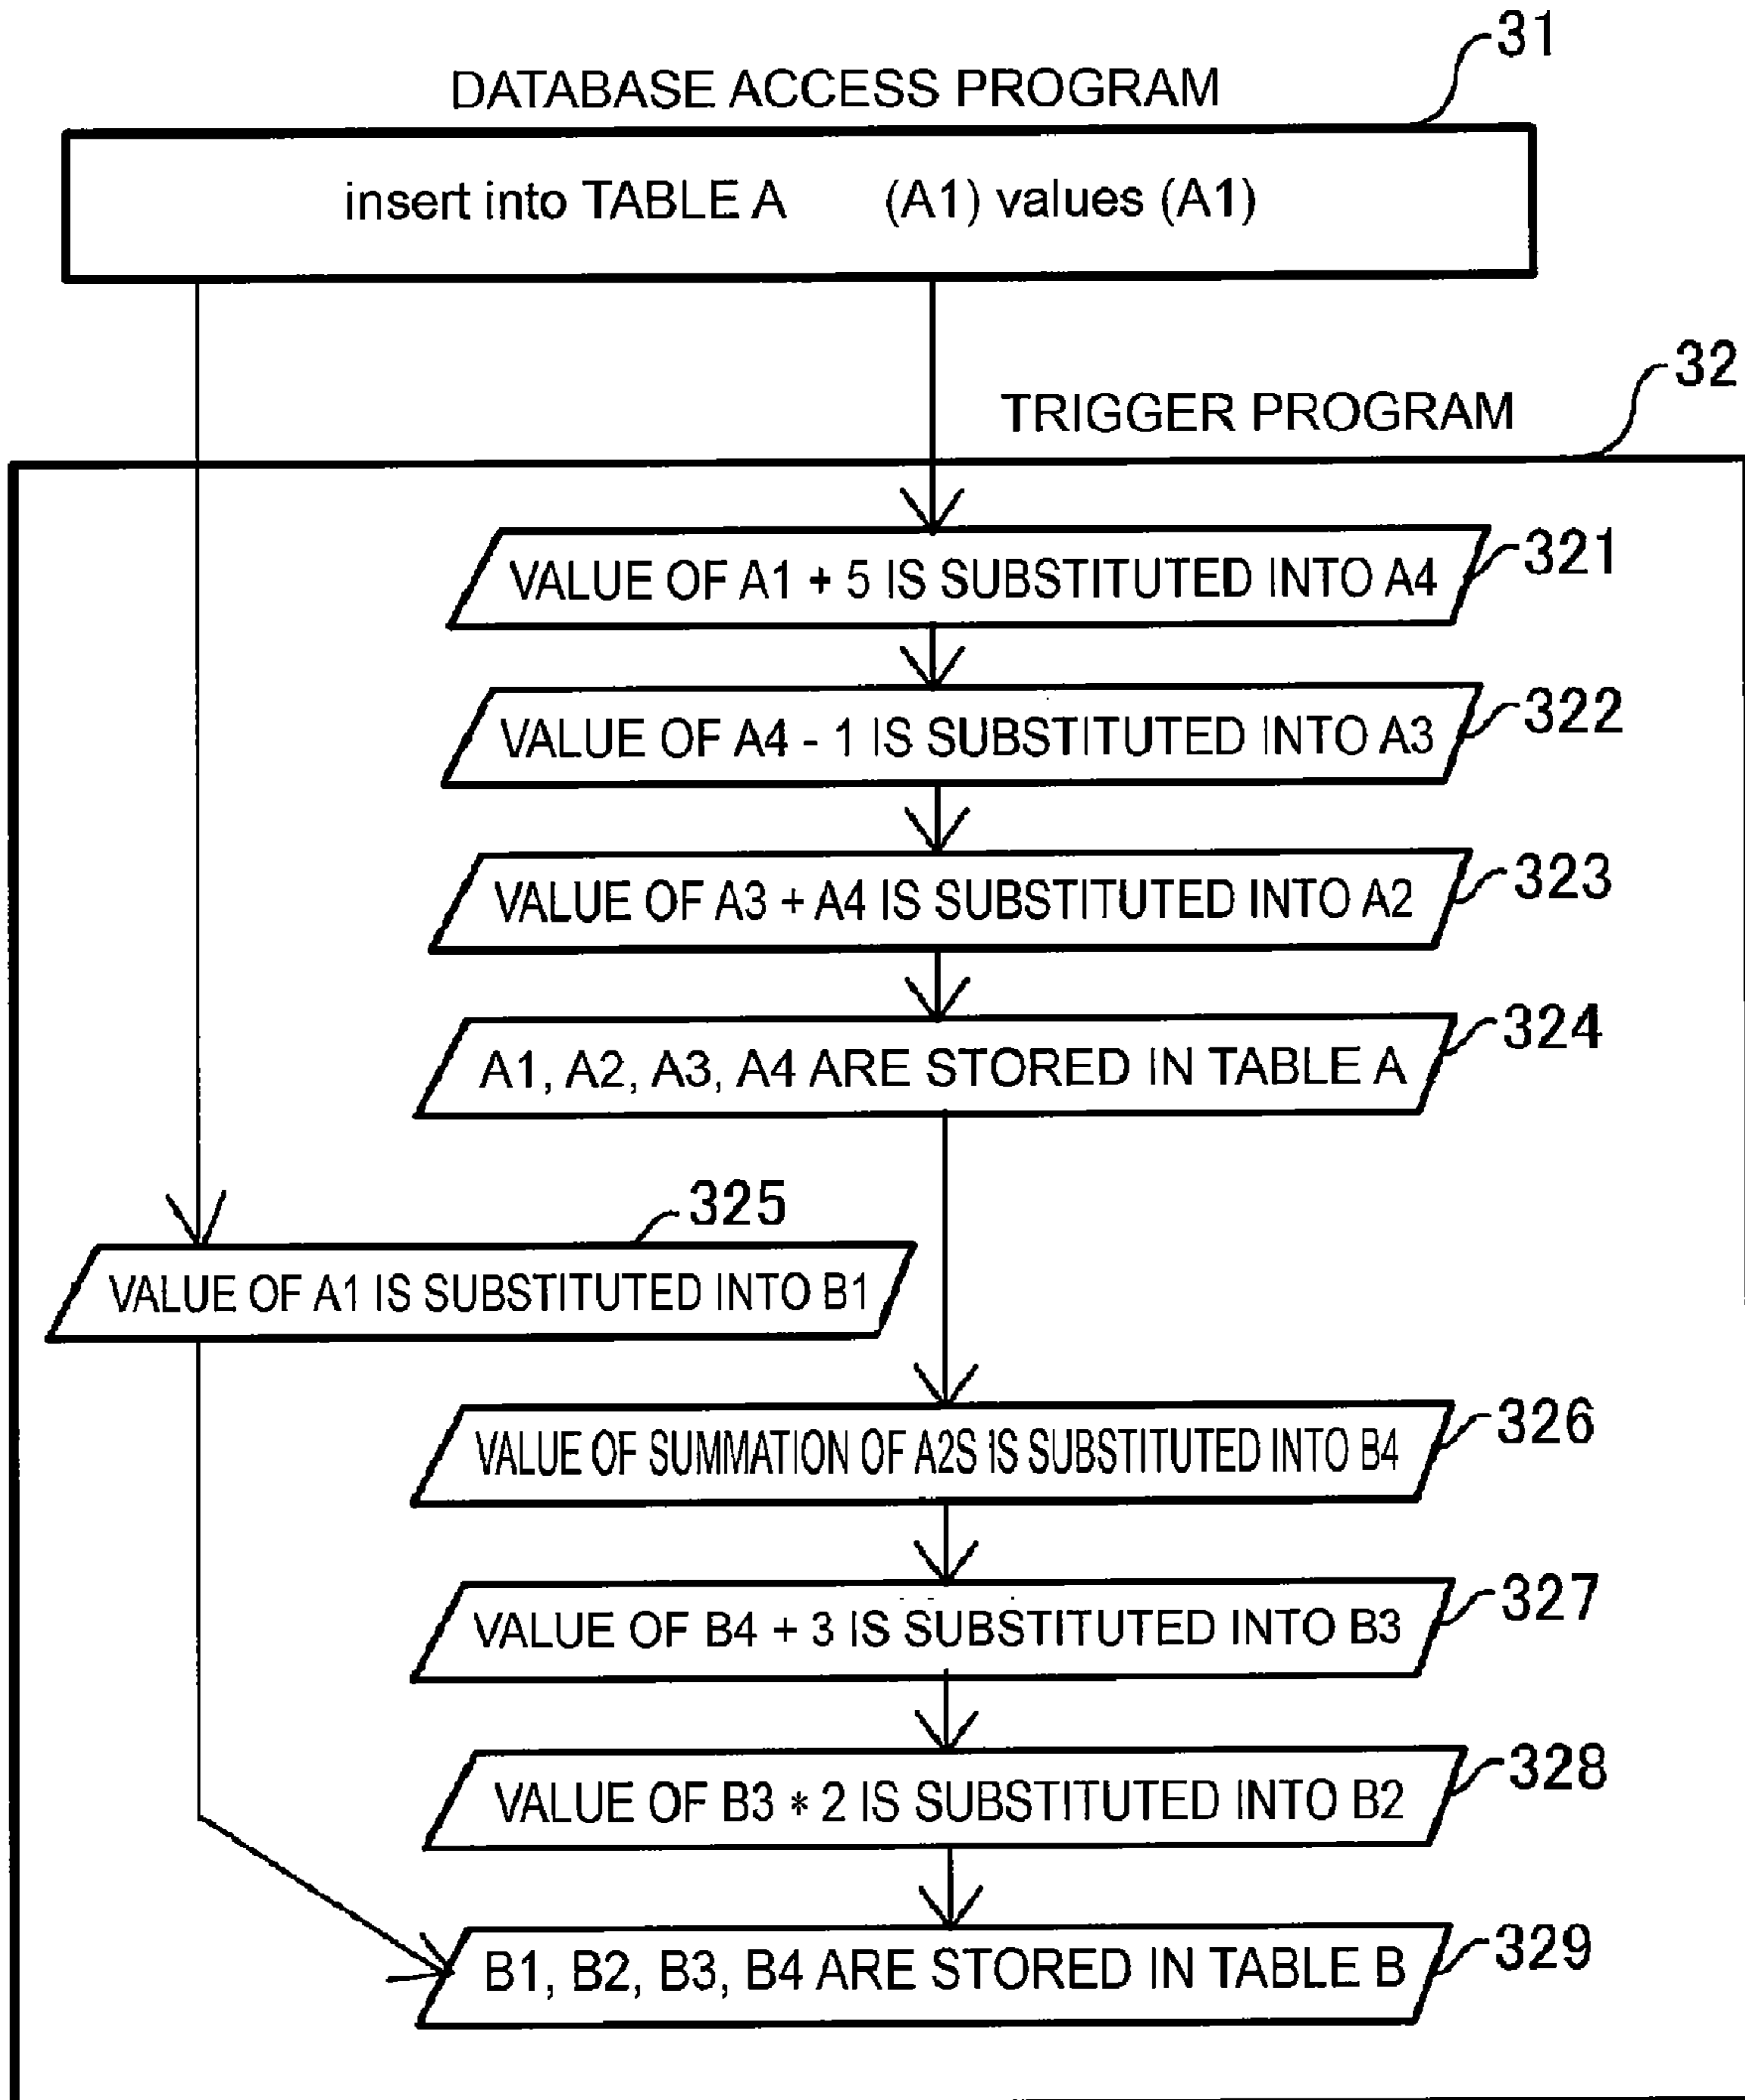 31
DATABASE ACCESS PROGRAM
insert into TABLE A (A1) values (A1)
32
TRIGGER PROGRAM
VALUE OF A1 + 5 IS SUBSTITUTED INTO A4
321
VALUE OF A4 - 1 IS SUBSTITUTED INTO A3
322
VALUE OF A3 + A4 IS SUBSTITUTED INTO A2
323
A1, A2, A3, A4 ARE STORED IN TABLE A
324
325
VALUE OF A1 IS SUBSTITUTED INTO B1
VALUE OF SUMMATION OF A2S IS SUBSTITUTED INTO B4
326
VALUE OF B4 + 3 IS SUBSTITUTED INTO B3
327
VALUE OF B3 * 2 IS SUBSTITUTED INTO B2
328
B1, B2, B3, B4 ARE STORED IN TABLE B
329